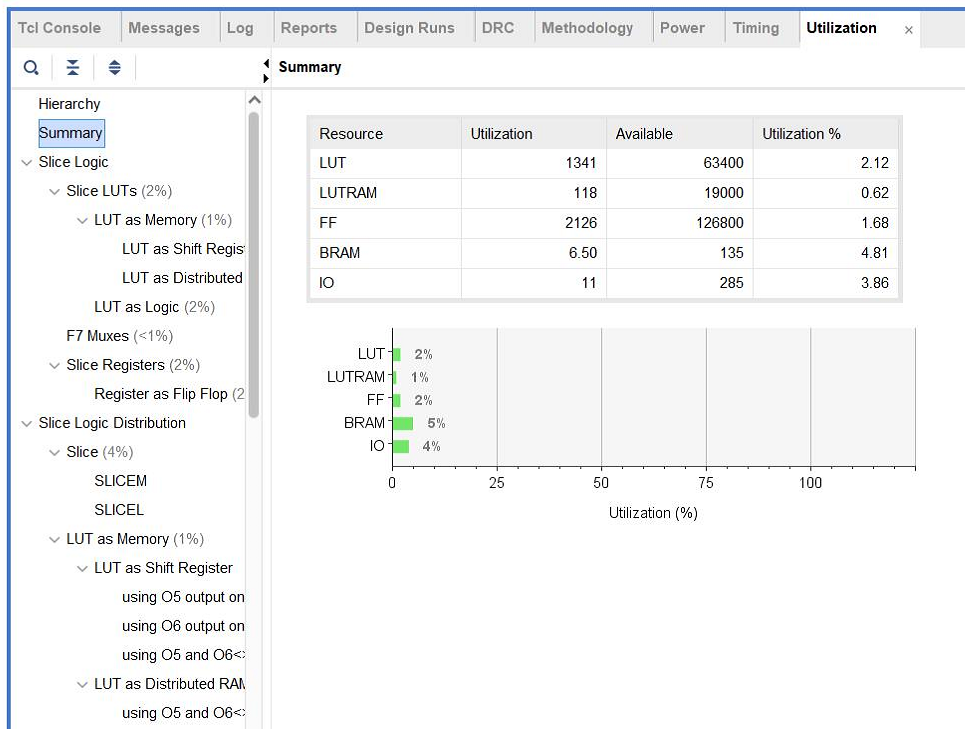 Tcl Console Messages Log Reports Design Runs DRC Methodology Power Timing Utilization ×
Summary
Hierarchy
Summary
Slice Logic
Slice LUTs (2%)
LUT as Memory (1%)
LUT as Shift Regis
LUT as Distributed
LUT as Logic (2%)
F7 Muxes (<1%)
Slice Registers (2%)
Register as Flip Flop (2
Slice Logic Distribution
Slice (4%)
SLICEM
SLICEL
LUT as Memory (1%)
LUT as Shift Register
using O5 output on
using O6 output on
using O5 and O6<>
LUT as Distributed RAM
using O5 and O6<>
Resource Utilization Available Utilization %
LUT 1341 63400 2.12
LUTRAM 118 19000 0.62
FF 2126 126800 1.68
BRAM 6.50 135 4.81
IO 11 285 3.86
LUT 2%
LUTRAM 1%
FF 2%
BRAM 5%
IO 4%
0 25 50 75 100
Utilization (%)